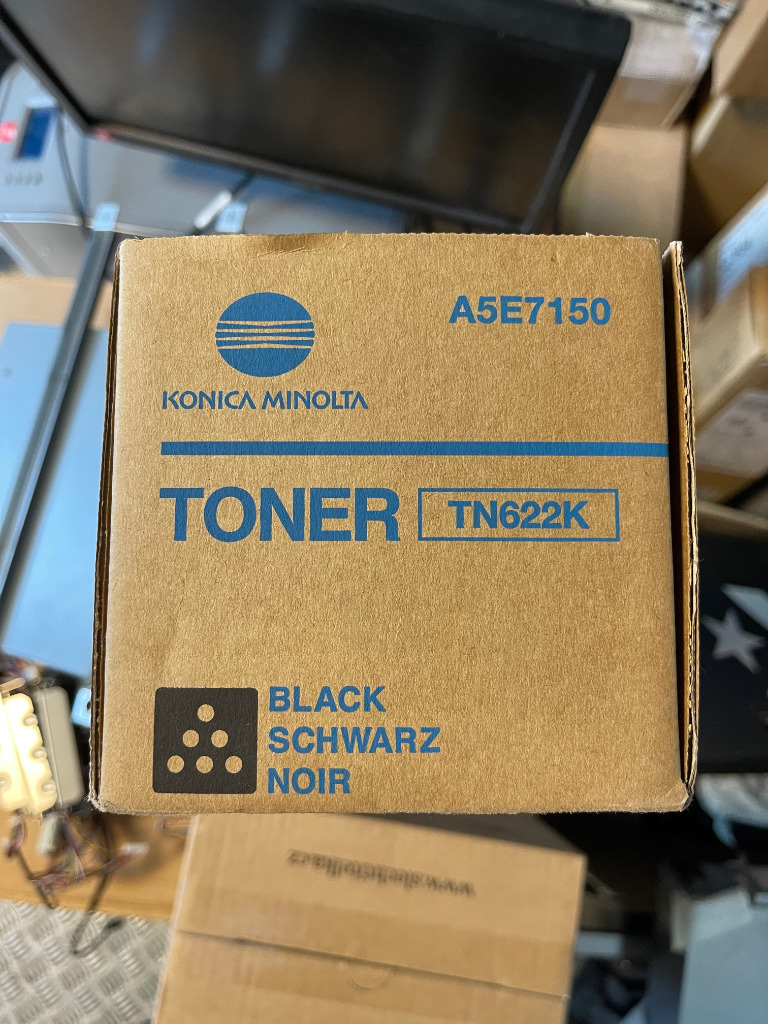 A5E7150
KONICA MINOLTA
TONER TN622K
BLACK
SCHWARZ
NOIR